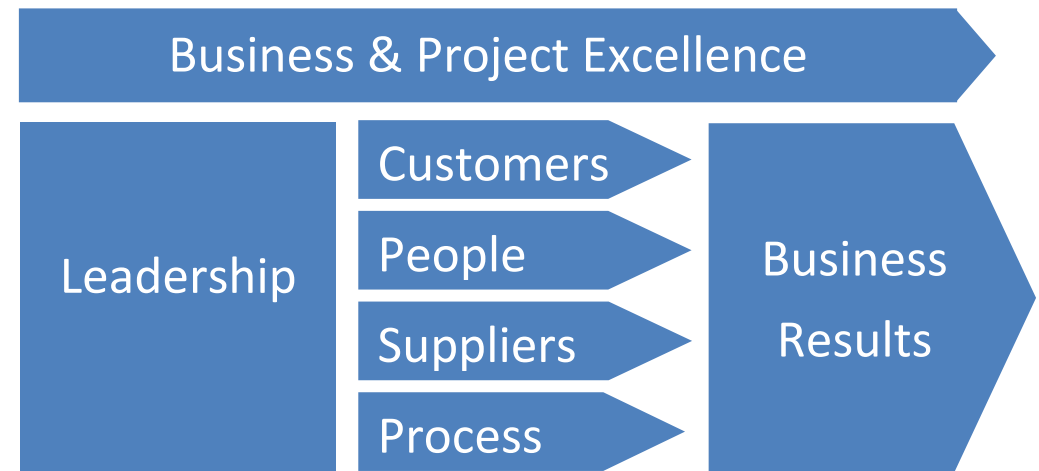 Business & Project Excellence
Leadership
Customers
People
Suppliers
Process
Business
Results